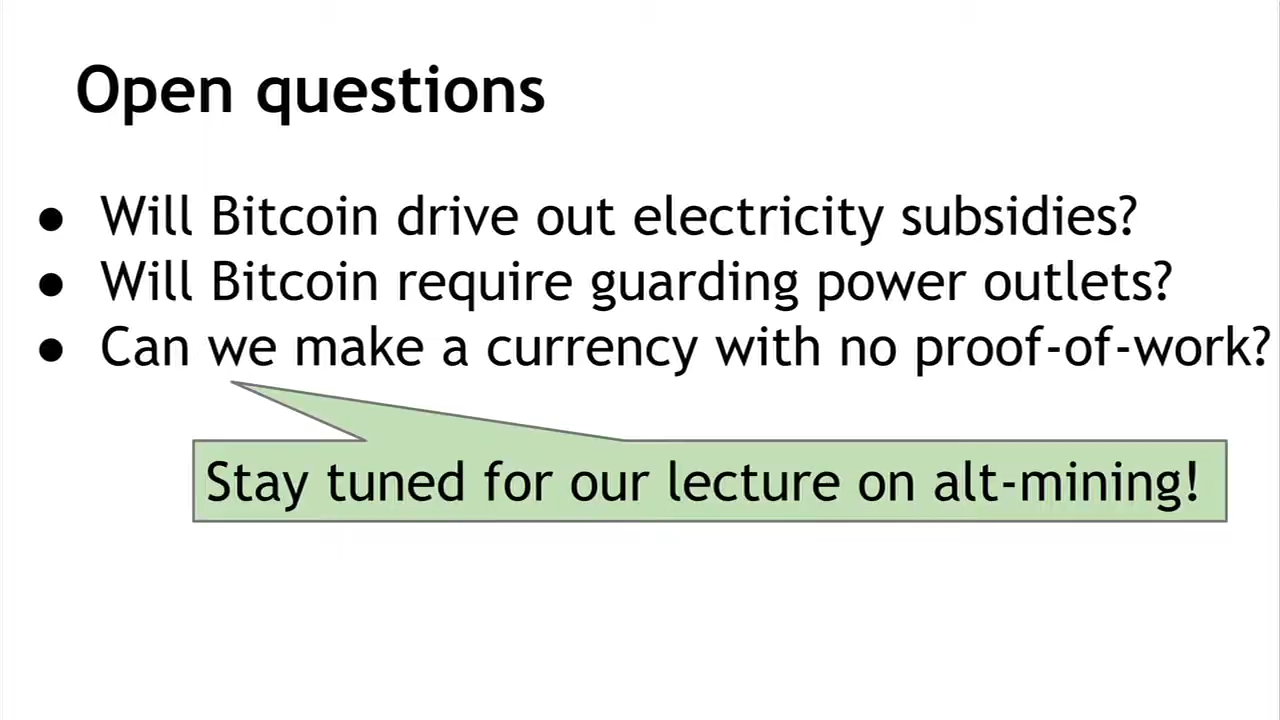 Open questions
● Will Bitcoin drive out electricity subsidies?
● Will Bitcoin require guarding power outlets?
● Can we make a currency with no proof-of-work?
Stay tuned for our lecture on alt-mining!